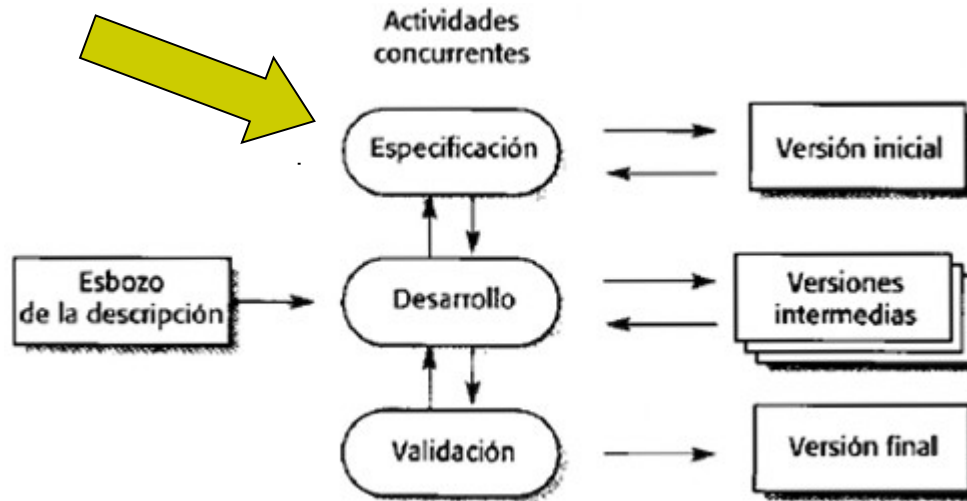 Actividades
concurrentes
Especificación
Versión inicial
Esbozo
de la descripción
Desarrollo
Versiones
intermedias
Validación
Versión final